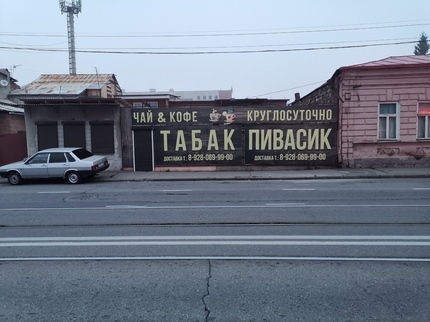 ЧАЙ & КОФЕ КРУГЛОСУТОЧНО
ТАБАК ПИВАСИК
ДОСТАВКА Т. 8-928-069-99-00 ДОСТАВКА Т. 8-928-069-99-00